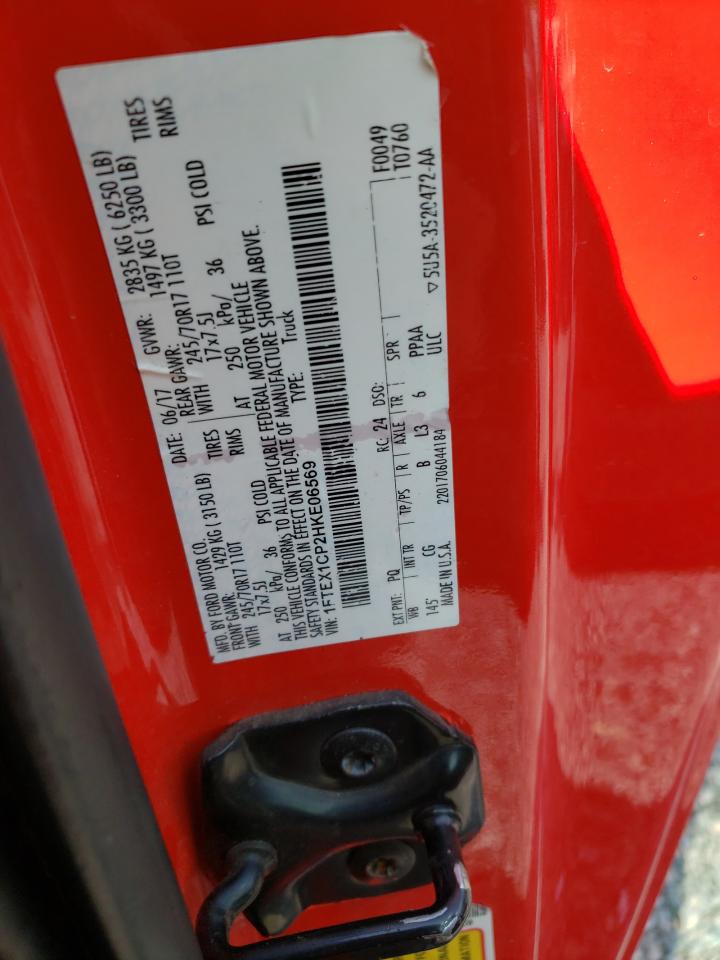 MFD. BY FORD MOTOR CO. DATE: 06/17 GVWR: 2835 KG ( 6250 LB)
FRONT GAWR: 1429 KG ( 3150 LB) REAR GAWR: 1497 KG ( 3300 LB)
WITH 245/70R17 110T TIRES WITH 245/70R17 110T TIRES
17x7.5J RIMS 17x7.5J RIMS
AT 250 kPa/ 36 PSI COLD AT 250 kPa/ 36 PSI COLD
THIS VEHICLE CONFORMS TO ALL APPLICABLE FEDERAL MOTOR VEHICLE
SAFETY STANDARDS IN EFFECT ON THE DATE OF MANUFACTURE SHOWN ABOVE.
VIN: 1FTEX1CP2HKE06569 TYPE: Truck
EXT PNT: PQ RC: 24 DSO: F0049
WB INT TR TP/PS R AXLE TR SPR T0760
145 CG B L3 6 PPAA
ULC
MADE IN U.S.A. 2201706044184 5U5A-3520472-AA